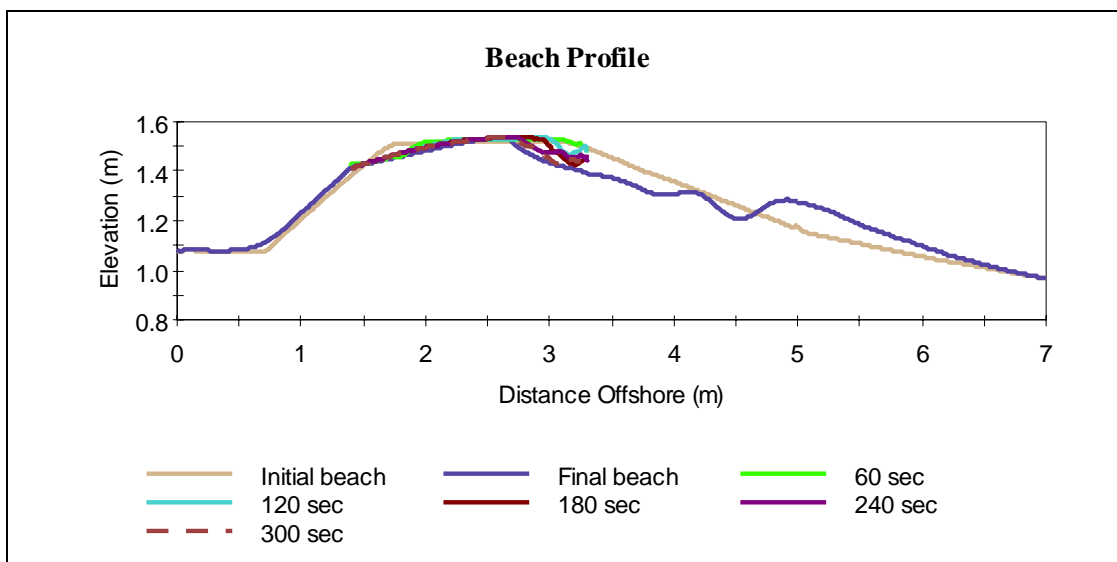 Beach Profile
1.6
1.4
1.2
1.0
0.8
Elevation (m)
0 1 2 3 4 5 6 7
Distance Offshore (m)
Initial beach Final beach 60 sec
120 sec 180 sec 240 sec
300 sec